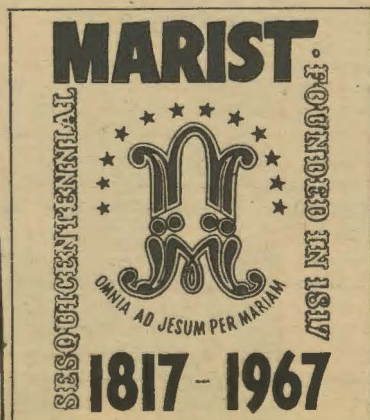 MARIST
SESQUICENTENNIAL
• FOUNDED IN 1817
OMNIA AD JESUM PER MARIAM
1817 - 1967